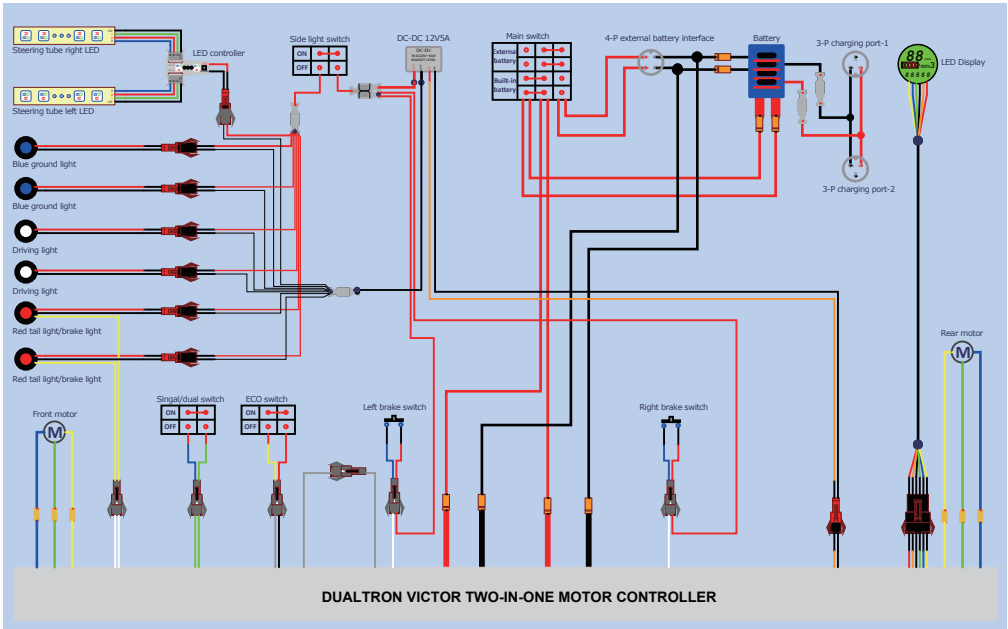 Steering tube right LED
LED controller
Steering tube left LED
Side light switch
ON
OFF
DC-DC 12V5A
DC-DC
Main switch
External
battery
Built-in
battery
4-P external battery interface
Battery
3-P charging port-1
3-P charging port-2
88
3
88888
LED Display
Blue ground light
Blue ground light
Driving light
Driving light
Red tail light/brake light
Red tail light/brake light
Front motor
M
Singal/dual switch
ON
OFF
ECO switch
ON
OFF
Left brake switch
Right brake switch
Rear motor
M
DUALTRON VICTOR TWO-IN-ONE MOTOR CONTROLLER